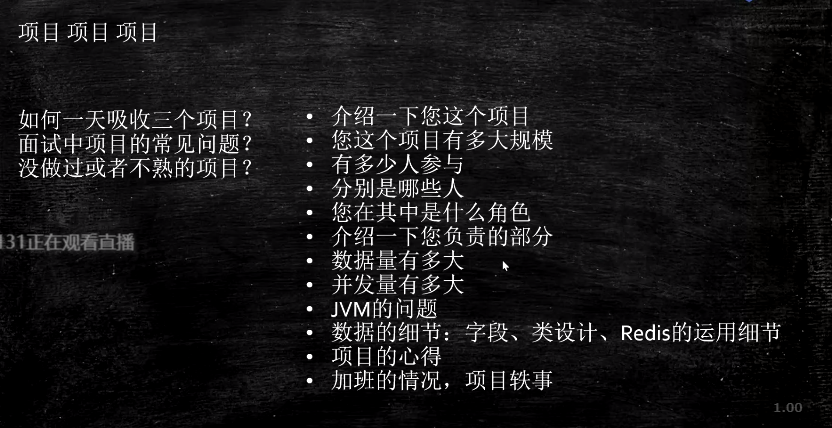 项目 项目 项目
如何一天吸收三个项目？
面试中项目的常见问题？
没做过或者不熟的项目？
• 介绍一下您这个项目
• 您这个项目有多大规模
• 有多少人参与
• 分别是哪些人
• 您在其中是什么角色
• 介绍一下您负责的部分
• 数据量有多大
• 并发量有多大
• JVM的问题
• 数据的细节：字段、类设计、Redis的运用细节
• 项目的心得
• 加班的情况，项目轶事
131正在观看直播
1.00